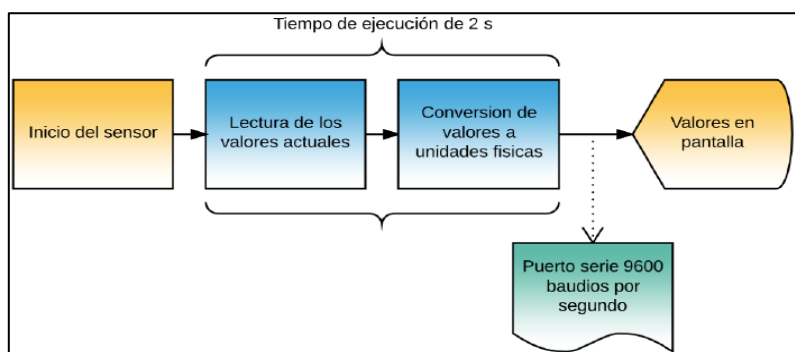 Tiempo de ejecución de 2 s
Inicio del sensor
Lectura de los
valores actuales
Conversion de
valores a
unidades fisicas
Valores en
pantalla
Puerto serie 9600
baudios por
segundo